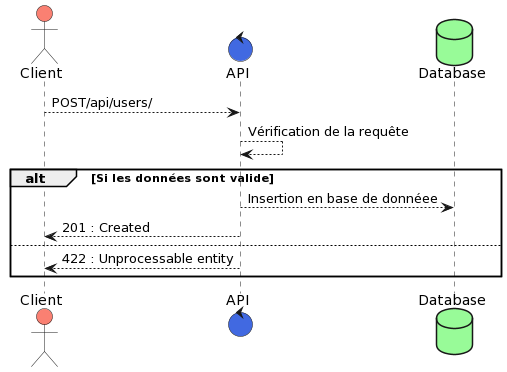 Client
API
Database
POST/api/users/
Vérification de la requête
alt [Si les données sont valide]
Insertion en base de donnéee
201 : Created
422 : Unprocessable entity
Client
API
Database